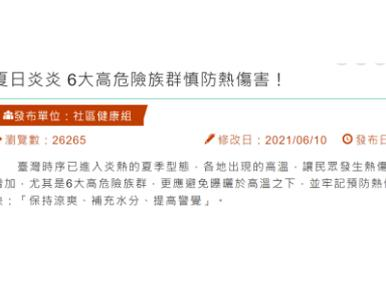 夏日炎炎 6大高危險族群慎防熱傷害！
發布單位：社區健康組
瀏覽數：26265
修改日：2021/06/10
發布日
臺灣時序已進入炎熱的夏季型態，各地出現的高溫，讓民眾發生熱傷
增加，尤其是6大高危險族群，更應避免曝曬於高溫之下，並牢記預防熱
：「保持涼爽、補充水分、提高警覺」。